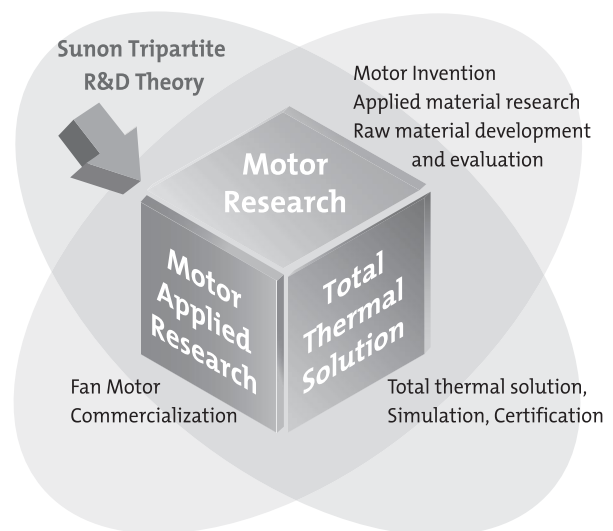 Sunon Tripartite
R&D Theory
Motor Invention
Applied material research
Raw material development
and evaluation
Motor
Research
Motor
Applied
Research
Total
Thermal
Solution
Fan Motor
Commercialization
Total thermal solution,
Simulation, Certification